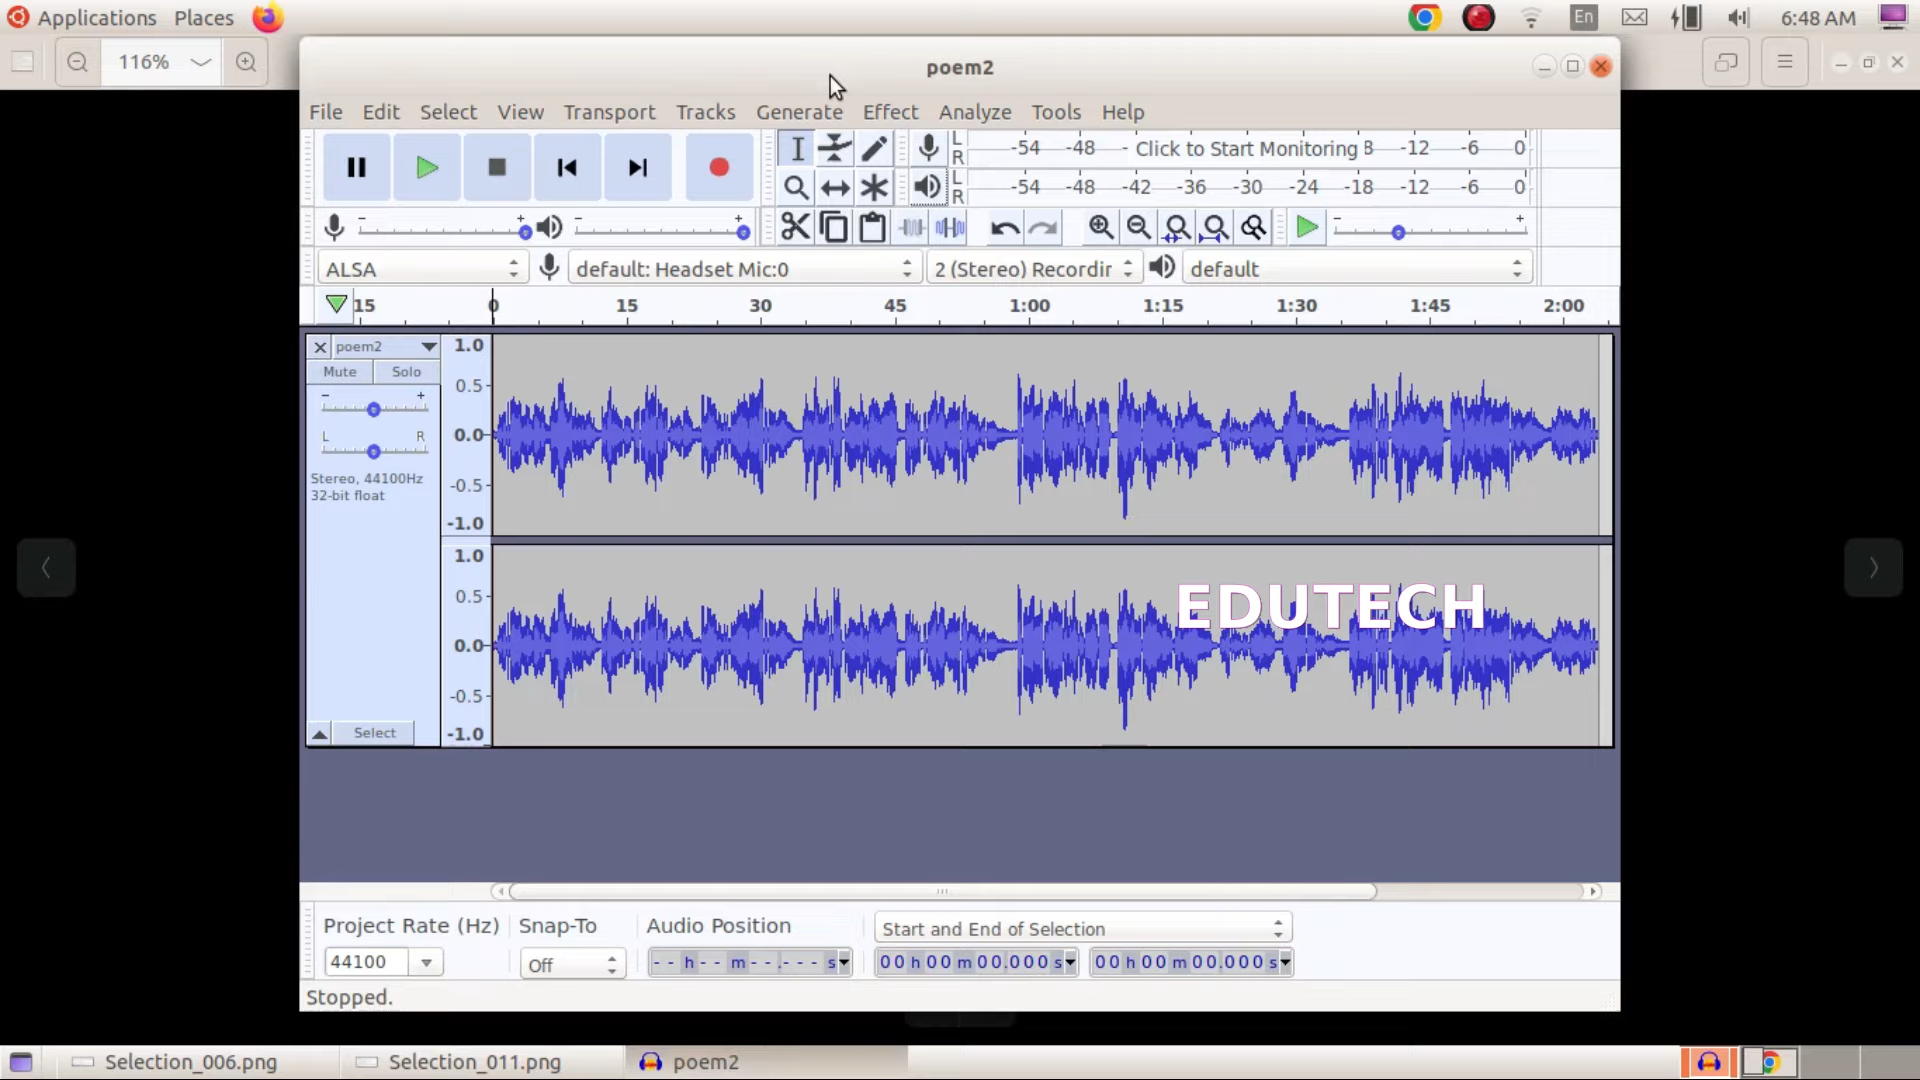 Applications Places En 6:48 AM
116%
poem2
File Edit Select View Transport Tracks Generate Effect Analyze Tools Help
L R -54 -48 - Click to Start Monitoring 8 -12 -6 0
L R -54 -48 -42 -36 -30 -24 -18 -12 -6 0
- + - + - +
ALSA default: Headset Mic:0 2 (Stereo) Recordir default
15 0 15 30 45 1:00 1:15 1:30 1:45 2:00
poem2
Mute Solo
- +
L R
Stereo, 44100Hz
32-bit float
1.0
0.5
0.0
-0.5
-1.0
1.0
0.5
0.0
-0.5
-1.0
EDUTECH
Select
Project Rate (Hz) Snap-To Audio Position Start and End of Selection
44100 Off -- h -- m --.--- s 00 h 00 m 00.000 s 00 h 00 m 00.000 s
Stopped.
Selection_006.png Selection_011.png poem2